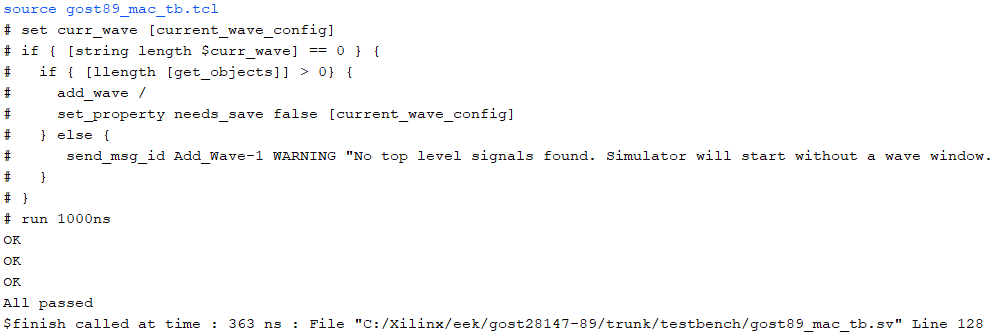 source gost89_mac_tb.tcl
# set curr_wave [current_wave_config]
# if { [string length $curr_wave] == 0 } {
#   if { [llength [get_objects]] > 0} {
#     add_wave /
#     set_property needs_save false [current_wave_config]
#   } else {
#      send_msg_id Add_Wave-1 WARNING "No top level signals found. Simulator will start without a wave window.
#   }
# }
# run 1000ns
OK
OK
OK
All passed
$finish called at time : 363 ns : File "C:/Xilinx/eek/gost28147-89/trunk/testbench/gost89_mac_tb.sv" Line 128